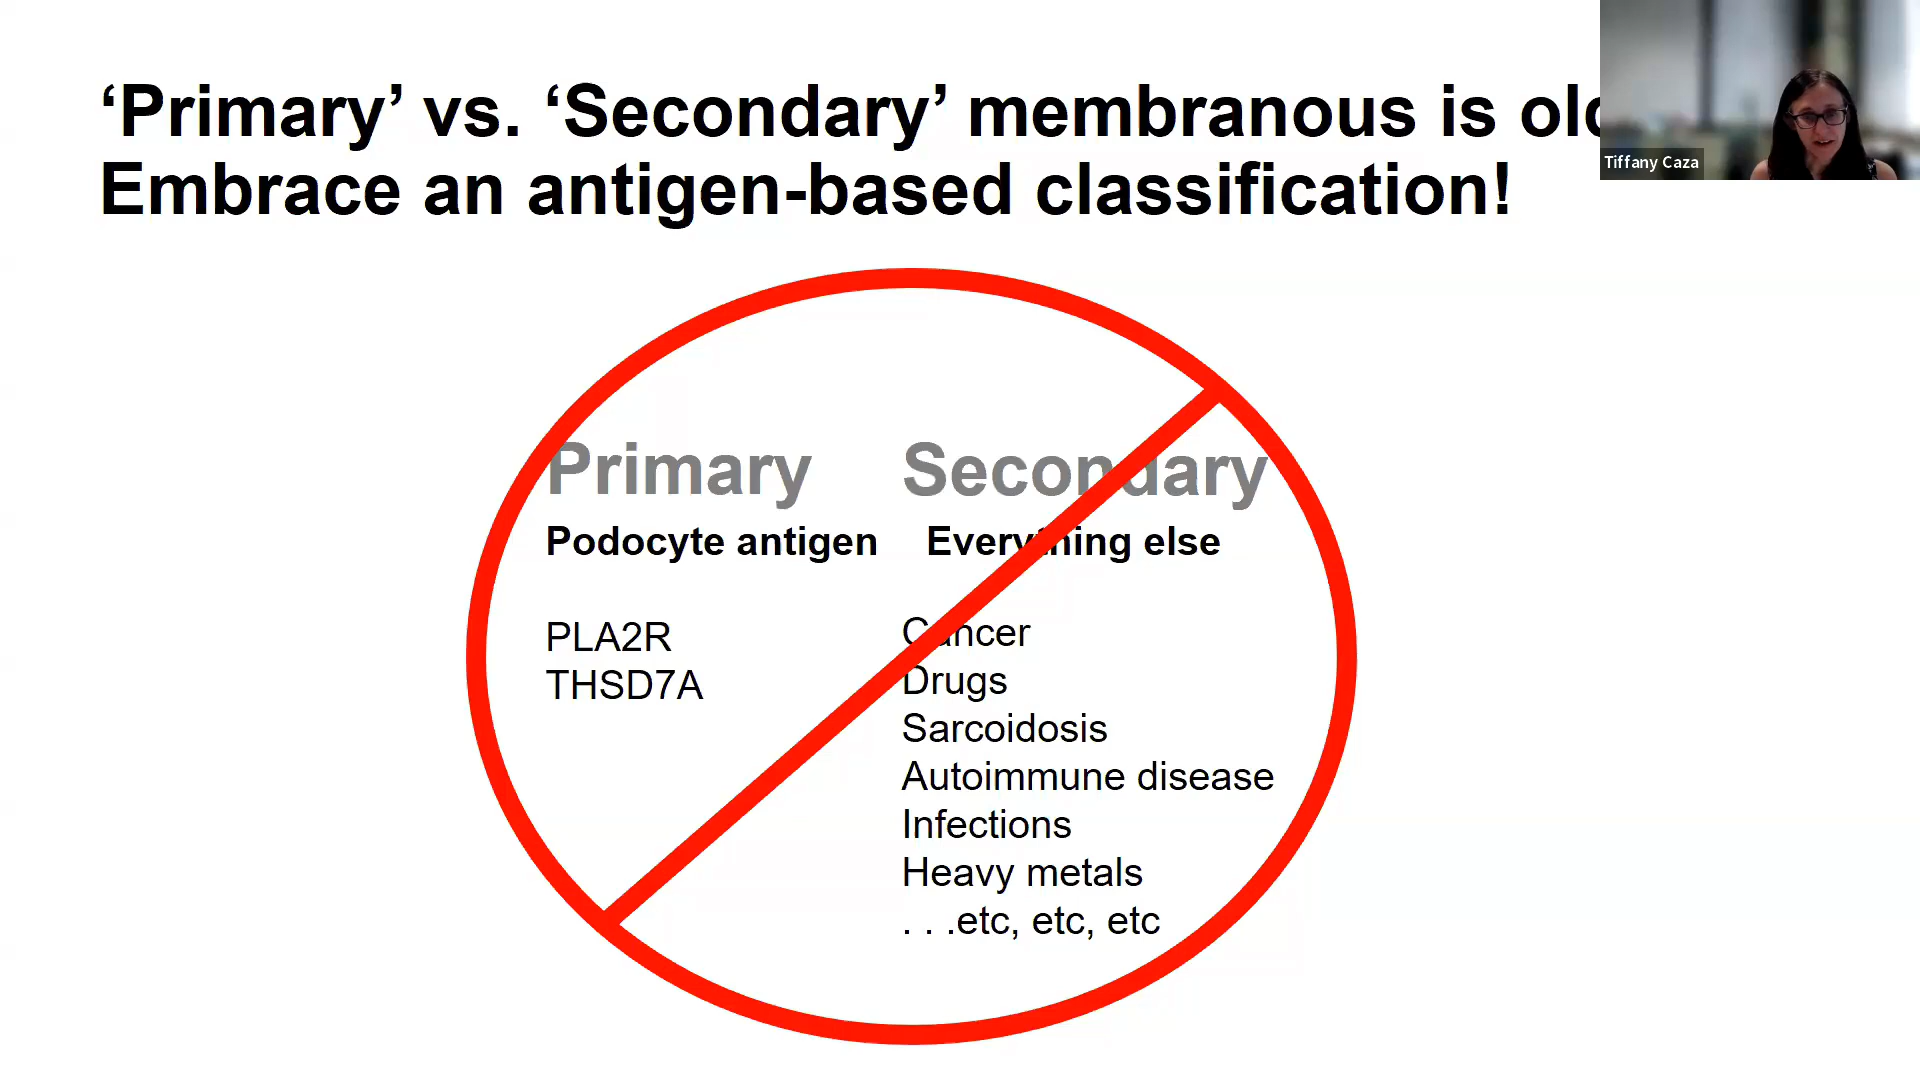 ‘Primary’ vs. ‘Secondary’ membranous is
Embrace an antigen-based classification!
Tiffany Caza
Primary Secondary
Podocyte antigen Everything else
PLA2R
THSD7A
Cancer
Drugs
Sarcoidosis
Autoimmune disease
Infections
Heavy metals
. . .etc, etc, etc